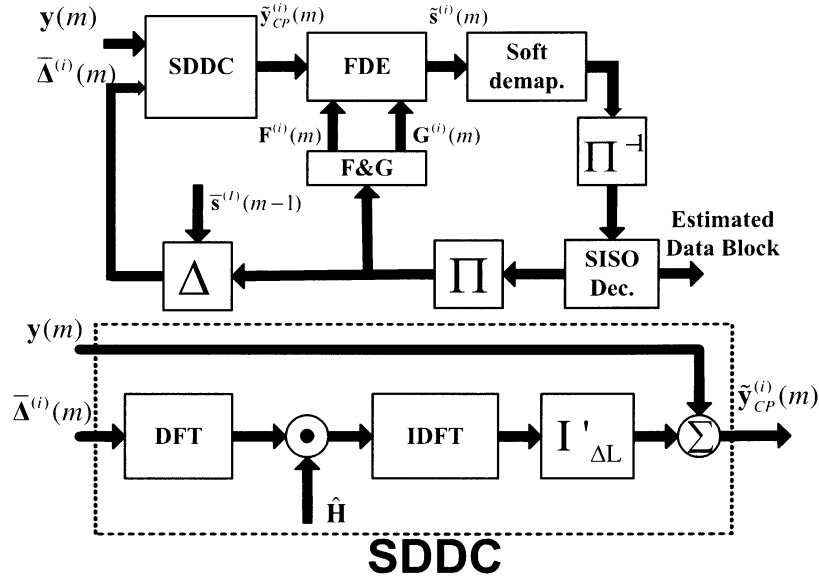 y(m)
ỹ_CP^(i)(m)
s̃^(i)(m)
Δ̅^(i)(m)
SDDC
FDE
Soft
demap.
F^(i)(m)
G^(i)(m)
F&G
Π⁻¹
s̅^(I)(m−1)
Estimated
Data Block
Δ
Π
SISO
Dec.
y(m)
Δ̅^(i)(m)
DFT
IDFT
I'_ΔL
Σ
ỹ_CP^(i)(m)
Ĥ
SDDC